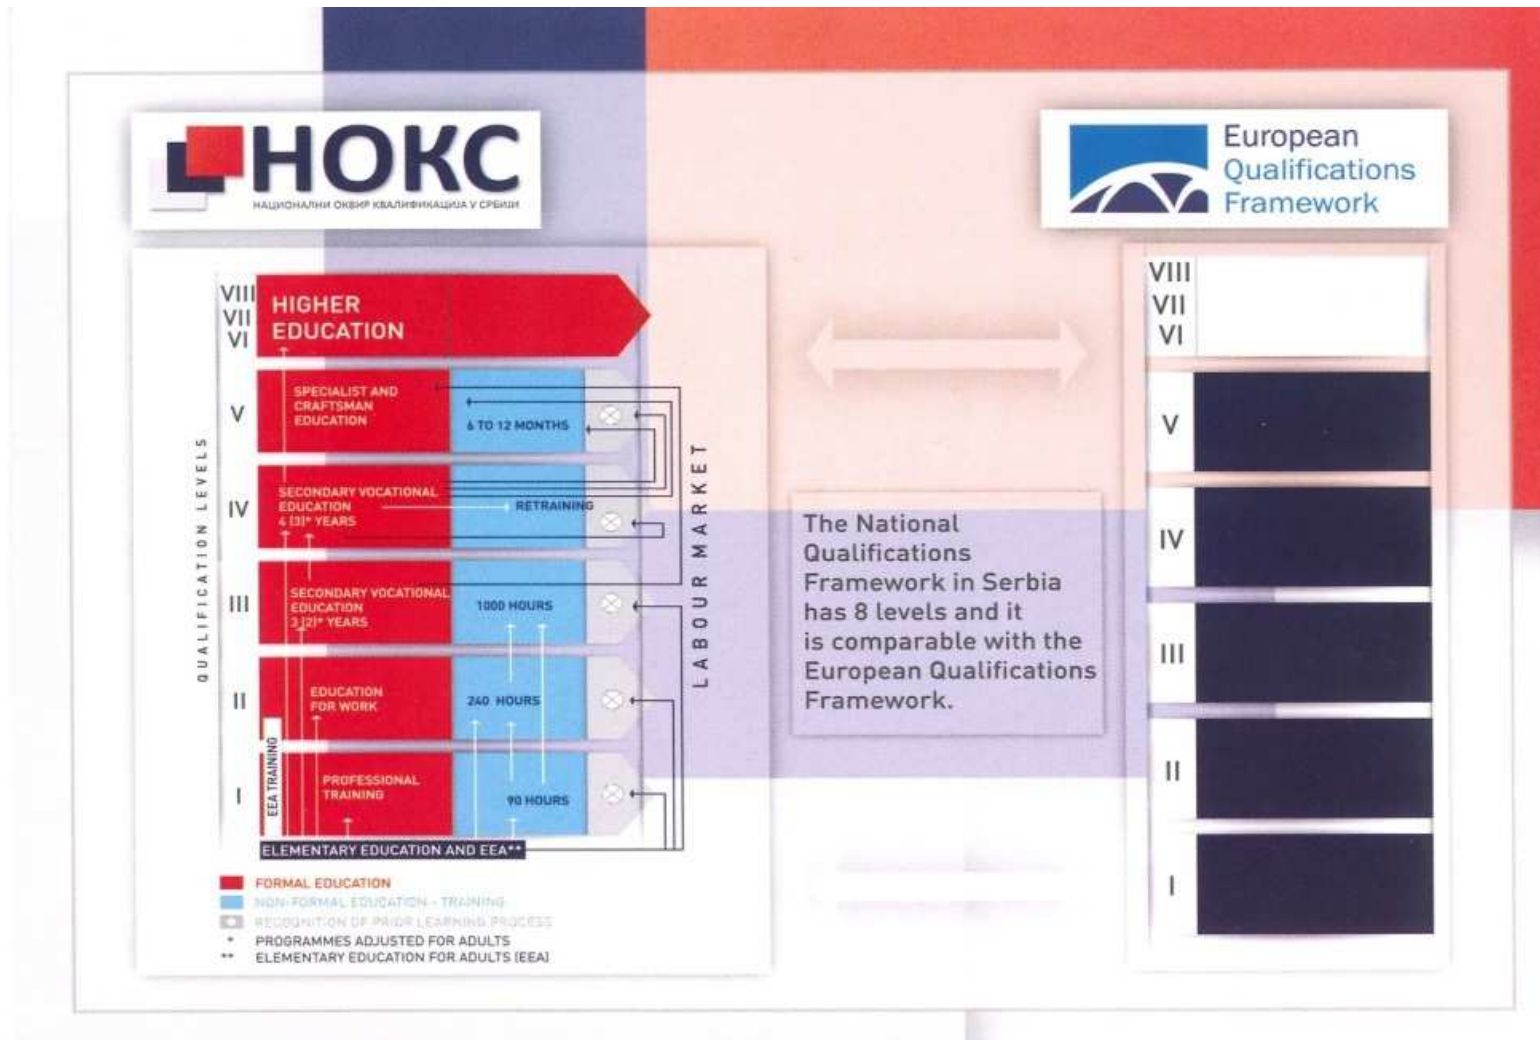 НОКС
НАЦИОНАЛНИ ОКВИР КВАЛИФИКАЦИЈА У СРБИЈИ
European
Qualifications
Framework
QUALIFICATION LEVELS
VIII
VII
VI
HIGHER
EDUCATION
V
SPECIALIST AND
CRAFTSMAN
EDUCATION
6 TO 12 MONTHS
IV
SECONDARY VOCATIONAL
EDUCATION
4 (3)* YEARS
RETRAINING
III
SECONDARY VOCATIONAL
EDUCATION
3 (2)* YEARS
1000 HOURS
II
EDUCATION
FOR WORK
240 HOURS
I
EEA TRAINING
PROFESSIONAL
TRAINING
90 HOURS
ELEMENTARY EDUCATION AND EEA**
LABOUR MARKET
FORMAL EDUCATION
NON-FORMAL EDUCATION - TRAINING
RECOGNITION OF PRIOR LEARNING PROCESS
* PROGRAMMES ADJUSTED FOR ADULTS
** ELEMENTARY EDUCATION FOR ADULTS (EEA)
The National
Qualifications
Framework in Serbia
has 8 levels and it
is comparable with the
European Qualifications
Framework.
VIII
VII
VI
V
IV
III
II
I